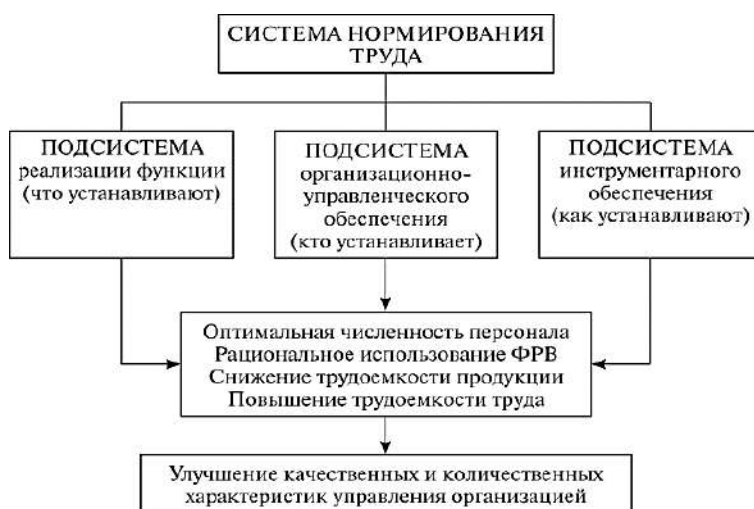 СИСТЕМА НОРМИРОВАНИЯ
ТРУДА
ПОДСИСТЕМА
реализации функции
(что устанавливают)
ПОДСИСТЕМА
организационно-
управленческого
обеспечения
(кто устанавливает)
ПОДСИСТЕМА
инструментарного
обеспечения
(как устанавливают)
Оптимальная численность персонала
Рациональное использование ФРВ
Снижение трудоемкости продукции
Повышение трудоемкости труда
Улучшение качественных и количественных
характеристик управления организацией